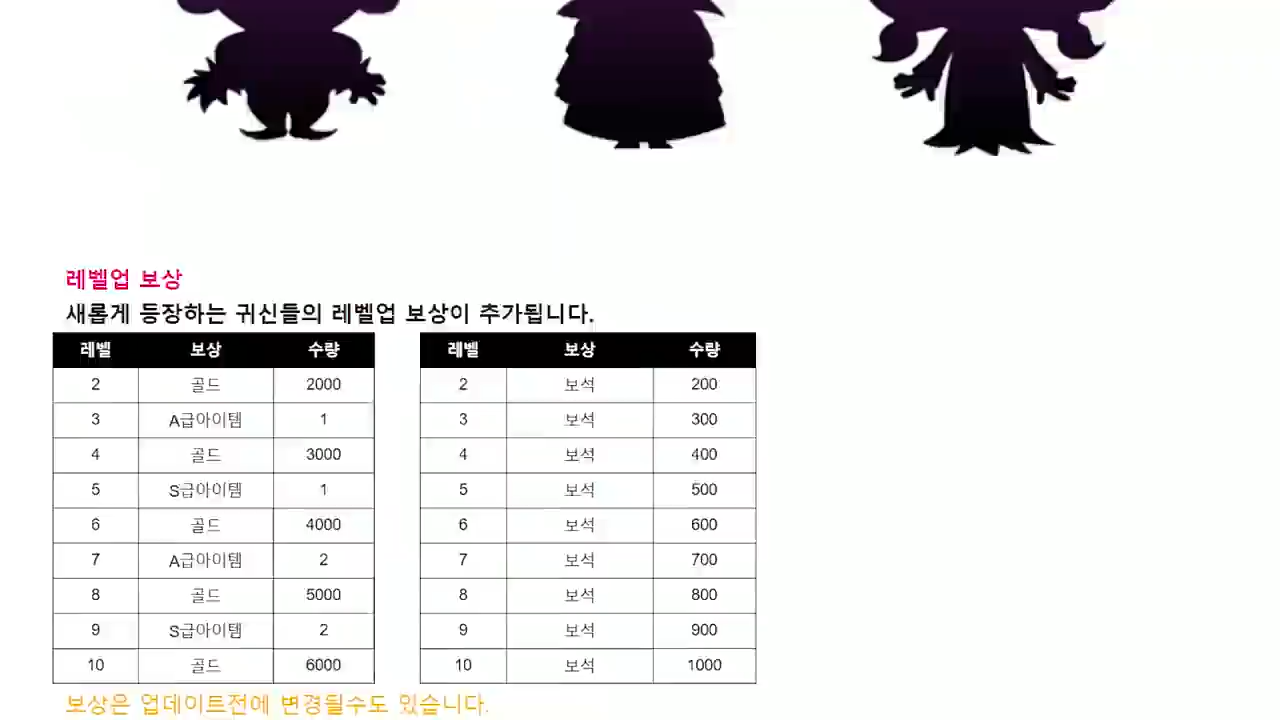 레벨업 보상
새롭게 등장하는 귀신들의 레벨업 보상이 추가됩니다.
레벨 보상 수량
2 골드 2000
3 A급아이템 1
4 골드 3000
5 S급아이템 1
6 골드 4000
7 A급아이템 2
8 골드 5000
9 S급아이템 2
10 골드 6000
레벨 보상 수량
2 보석 200
3 보석 300
4 보석 400
5 보석 500
6 보석 600
7 보석 700
8 보석 800
9 보석 900
10 보석 1000
보상은 업데이트전에 변경될수도 있습니다.